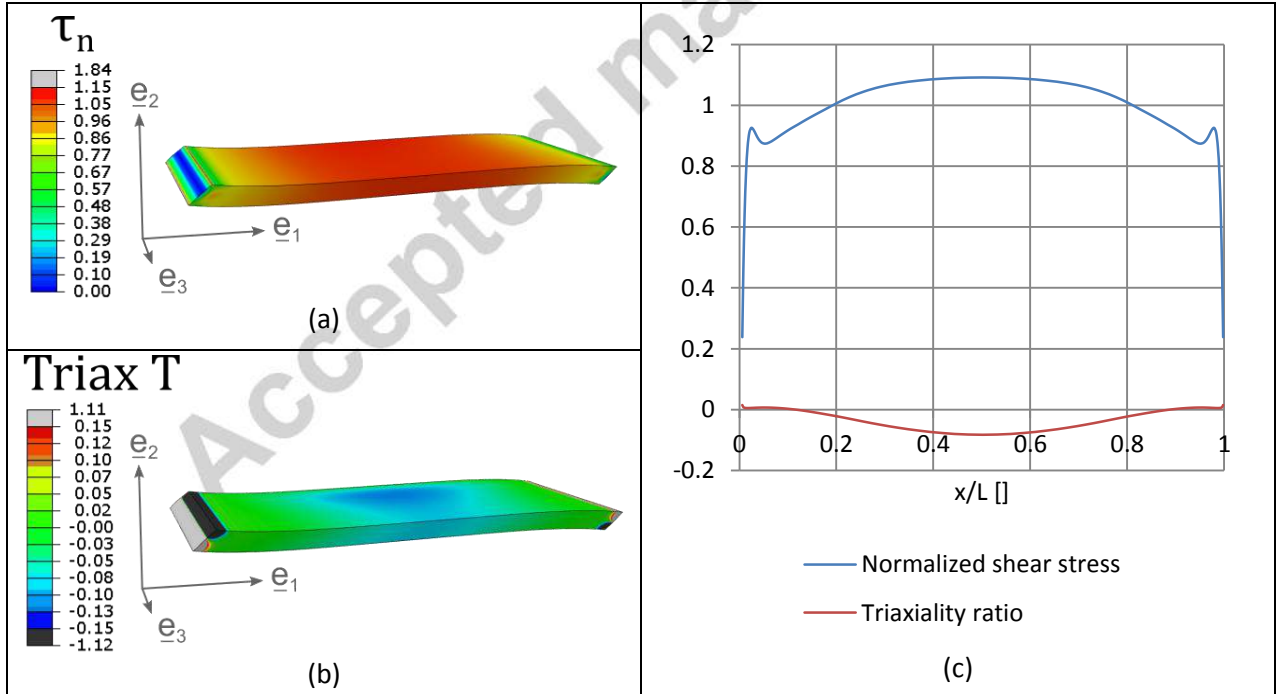 τn
1.84
1.15
1.05
0.96
0.86
0.77
0.67
0.57
0.48
0.38
0.29
0.19
0.10
0.00
e2
e1
e3
(a)
Triax T
1.11
0.15
0.12
0.10
0.07
0.05
0.02
-0.00
-0.03
-0.05
-0.08
-0.10
-0.13
-0.15
-1.12
e2
e1
e3
(b)
1.2
1
0.8
0.6
0.4
0.2
0
-0.2
0 0.2 0.4 0.6 0.8 1
x/L []
Normalized shear stress
Triaxiality ratio
(c)
Accepted ma